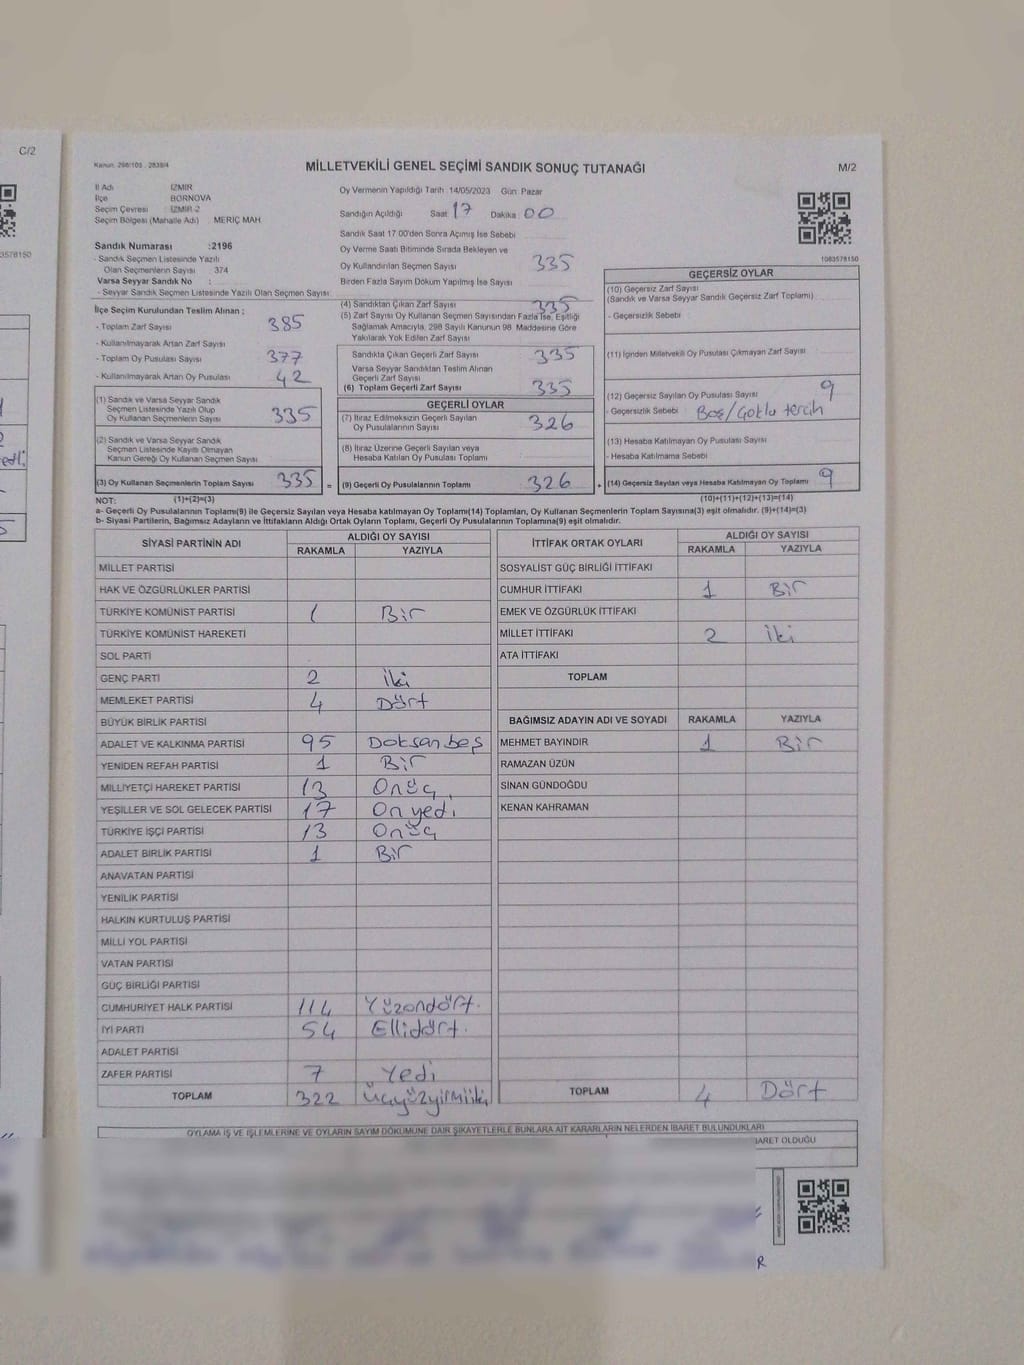 C/2
Kanun: 298/105 - 2839/4
MİLLETVEKİLİ GENEL SEÇİMİ SANDIK SONUÇ TUTANAĞI
M/2
İl Adı İZMİR
İlçe BORNOVA
Seçim Çevresi İZMİR-2
Seçim Bölgesi (Mahalle Adı) MERİÇ MAH
Sandık Numarası :2196
- Sandık Seçmen Listesinde Yazılı
Olan Seçmenlerin Sayısı : 374
Varsa Seyyar Sandık No :
- Seyyar Sandık Seçmen Listesinde Yazılı Olan Seçmen Sayısı:
Oy Vermenin Yapıldığı Tarih : 14/05/2023 Gün: Pazar
Sandığın Açıldığı Saat 17 Dakika 00
Sandık Saat 17.00'den Sonra Açımış İse Sebebi
Oy Verme Saati Bitiminde Sırada Bekleyen ve
Oy Kullandırılan Seçmen Sayısı 335
Birden Fazla Sayım Döküm Yapılmış İse Sayısı
1083578150
İlçe Seçim Kurulundan Teslim Alınan ;
- Toplam Zarf Sayısı 385
- Kullanılmayarak Artan Zarf Sayısı
- Toplam Oy Pusulası Sayısı 377
- Kullanılmayarak Artan Oy Pusulası 42
(1) Sandık ve Varsa Seyyar Sandık
Seçmen Listesinde Yazılı Olup
Oy Kullanan Seçmenlerin Sayısı 335
(2) Sandık ve Varsa Seyyar Sandık
Seçmen Listesinde Kayıtlı Olmayan
Kanun Gereği Oy Kullanan Seçmen Sayısı
(3) Oy Kullanan Seçmenlerin Toplam Sayısı 335 =
(4) Sandıktan Çıkan Zarf Sayısı 335
(5) Zarf Sayısı Oy Kullanan Seçmen Sayısından Fazla İse, Eşitliği
Sağlamak Amacıyla, 298 Sayılı Kanunun 98. Maddesine Göre
Yakılarak Yok Edilen Zarf Sayısı
Sandıkta Çıkan Geçerli Zarf Sayısı 335
Varsa Seyyar Sandıktan Teslim Alınan
Geçerli Zarf Sayısı
(6) Toplam Geçerli Zarf Sayısı 335
GEÇERLİ OYLAR
(7) İtiraz Edilmeksizin Geçerli Sayılan
Oy Pusulalarının Sayısı 326
(8) İtiraz Üzerine Geçerli Sayılan veya
Hesaba Katılan Oy Pusulası Toplamı
(9) Geçerli Oy Pusulalarının Toplamı 326 +
GEÇERSİZ OYLAR
(10) Geçersiz Zarf Sayısı
(Sandık ve Varsa Seyyar Sandık Geçersiz Zarf Toplamı)
- Geçersizlik Sebebi
(11) İçinden Milletvekili Oy Pusulası Çıkmayan Zarf Sayısı
(12) Geçersiz Sayılan Oy Pusulası Sayısı 9
- Geçersizlik Sebebi Boş/Çoklu tercih
(13) Hesaba Katılmayan Oy Pusulası Sayısı
- Hesaba Katılmama Sebebi
(14) Geçersiz Sayılan veya Hesaba Katılmayan Oy Toplamı 9
NOT: (1)+(2)=(3) (10)+(11)+(12)+(13)=(14)
a- Geçerli Oy Pusulalarının Toplamı(9) ile Geçersiz Sayılan veya Hesaba katılmayan Oy Toplamı(14) Toplamları, Oy Kullanan Seçmenlerin Toplam Sayısına(3) eşit olmalıdır. (9)+(14)=(3)
b- Siyasi Partilerin, Bağımsız Adayların ve İttifakların Aldığı Ortak Oyların Toplamı, Geçerli Oy Pusulalarının Toplamına(9) eşit olmalıdır.
SİYASİ PARTİNİN ADI ALDIĞI OY SAYISI
RAKAMLA YAZIYLA
MİLLET PARTİSİ
HAK VE ÖZGÜRLÜKLER PARTİSİ
TÜRKİYE KOMÜNİST PARTİSİ 1 Bir
TÜRKİYE KOMÜNİST HAREKETİ
SOL PARTİ
GENÇ PARTİ 2 İki
MEMLEKET PARTİSİ 4 Dört
BÜYÜK BİRLİK PARTİSİ
ADALET VE KALKINMA PARTİSİ 95 Doksan beş
YENİDEN REFAH PARTİSİ 1 Bir
MİLLİYETÇİ HAREKET PARTİSİ 13 Onüç
YEŞİLLER VE SOL GELECEK PARTİSİ 17 On yedi
TÜRKİYE İŞÇİ PARTİSİ 13 Onüç
ADALET BİRLİK PARTİSİ 1 Bir
ANAVATAN PARTİSİ
YENİLİK PARTİSİ
HALKIN KURTULUŞ PARTİSİ
MİLLİ YOL PARTİSİ
VATAN PARTİSİ
GÜÇ BİRLİĞİ PARTİSİ
CUMHURİYET HALK PARTİSİ 114 Yüzondört.
İYİ PARTİ 54 Ellidört.
ADALET PARTİSİ
ZAFER PARTİSİ 7 Yedi
TOPLAM 322 Üçyüzyirmiiki
İTTİFAK ORTAK OYLARI ALDIĞI OY SAYISI
RAKAMLA YAZIYLA
SOSYALİST GÜÇ BİRLİĞİ İTTİFAKI
CUMHUR İTTİFAKI 1 Bir
EMEK VE ÖZGÜRLÜK İTTİFAKI
MİLLET İTTİFAKI 2 İki
ATA İTTİFAKI
TOPLAM
BAĞIMSIZ ADAYIN ADI VE SOYADI RAKAMLA YAZIYLA
MEHMET BAYINDIR 1 Bir
RAMAZAN ÜZÜN
SİNAN GÜNDOĞDU
KENAN KAHRAMAN
TOPLAM 4 Dört
OYLAMA İŞ VE İŞLEMLERİNE VE OYLARIN SAYIM DÖKÜMÜNE DAİR ŞİKAYETLERLE BUNLARA AİT KARARLARIN NELERDEN İBARET BULUNDUKLARI
BARET OLDUĞU
R